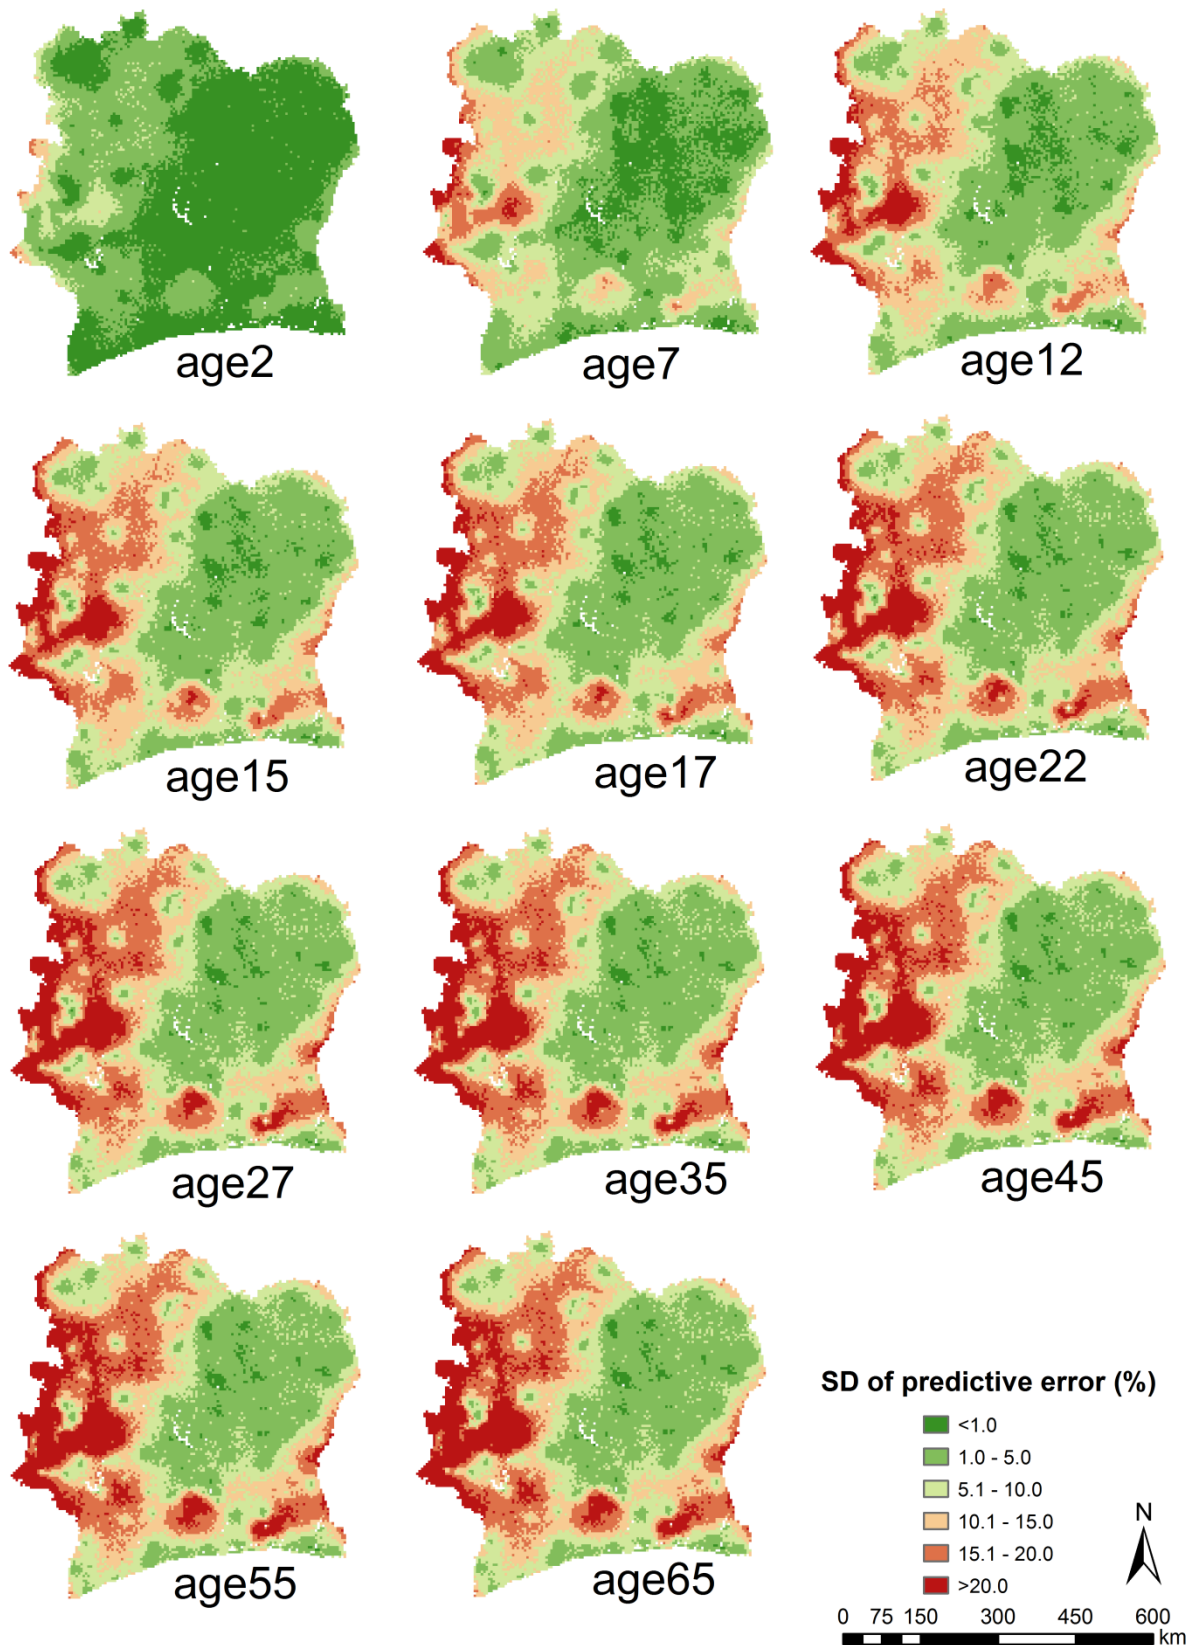 age2
age7
age12
age15
age17
age22
age27
age35
age45
age55
age65
SD of predictive error (%)
<1.0
1.0 - 5.0
5.1 - 10.0
10.1 - 15.0
15.1 - 20.0
>20.0
N
0 75 150 300 450 600
km